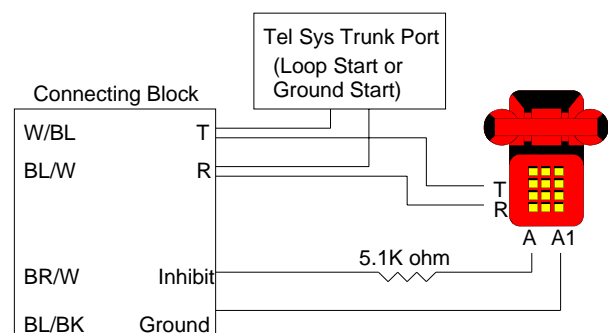 Tel Sys Trunk Port
(Loop Start or
Ground Start)
Connecting Block
W/BL T
BL/W R
T
R
A A1
5.1K ohm
BR/W Inhibit
BL/BK Ground